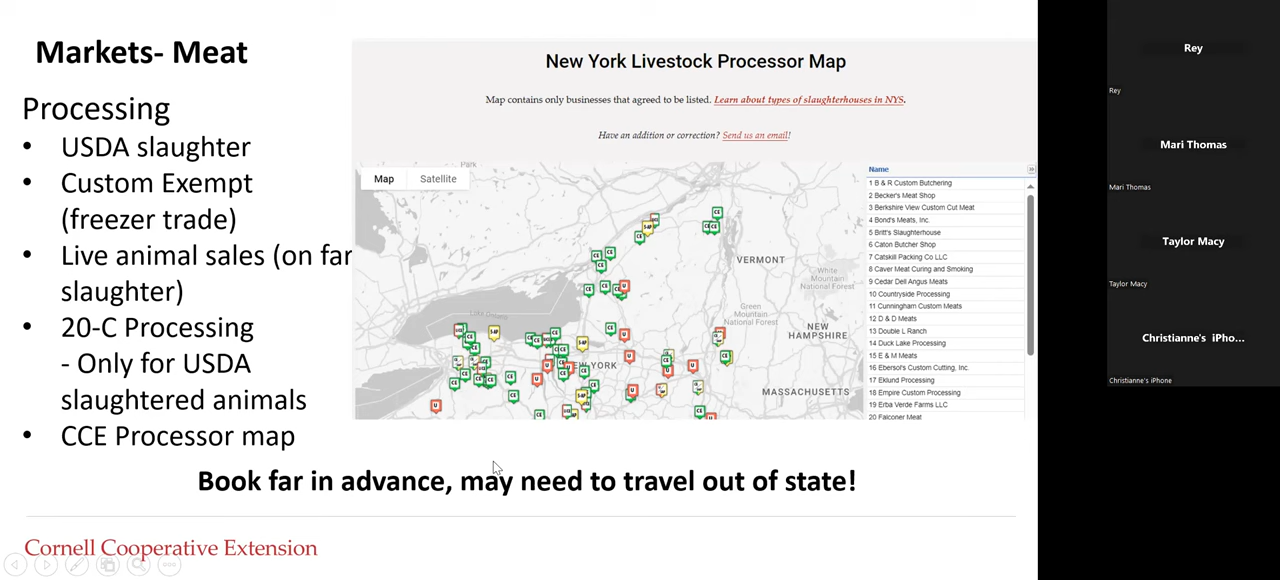 Markets- Meat
Processing
• USDA slaughter
• Custom Exempt
(freezer trade)
• Live animal sales (on far
slaughter)
• 20-C Processing
- Only for USDA
slaughtered animals
• CCE Processor map
New York Livestock Processor Map
Map contains only businesses that agreed to be listed. Learn about types of slaughterhouses in NYS.
Have an addition or correction? Send us an email!
Map
Satellite
Park
VERMONT
White
Mountain
National Forest
Green
Mountain
National Forest
NEW
HAMPSHIRE
MASSACHUSETTS
Name
1 B & R Custom Butchering
2 Becker's Meat Shop
3 Berkshire View Custom Cut Meat
4 Bond's Meats, Inc.
5 Britt's Slaughterhouse
6 Caton Butcher Shop
7 Catskill Packing Co LLC
8 Caver Meat Curing and Smoking
9 Cedar Dell Angus Meats
10 Countryside Processing
11 Cunningham Custom Meats
12 D & D Meats
13 Double L Ranch
14 Duck Lake Processing
15 E & M Meats
16 Ebersol's Custom Cutting, Inc.
17 Eklund Processing
18 Empire Custom Processing
19 Erba Verde Farms LLC
20 Falconer Meat
Book far in advance, may need to travel out of state!
Cornell Cooperative Extension
Rey
Rey
Mari Thomas
Mari Thomas
Taylor Macy
Taylor Macy
Christianne's iPho...
Christianne's iPhone